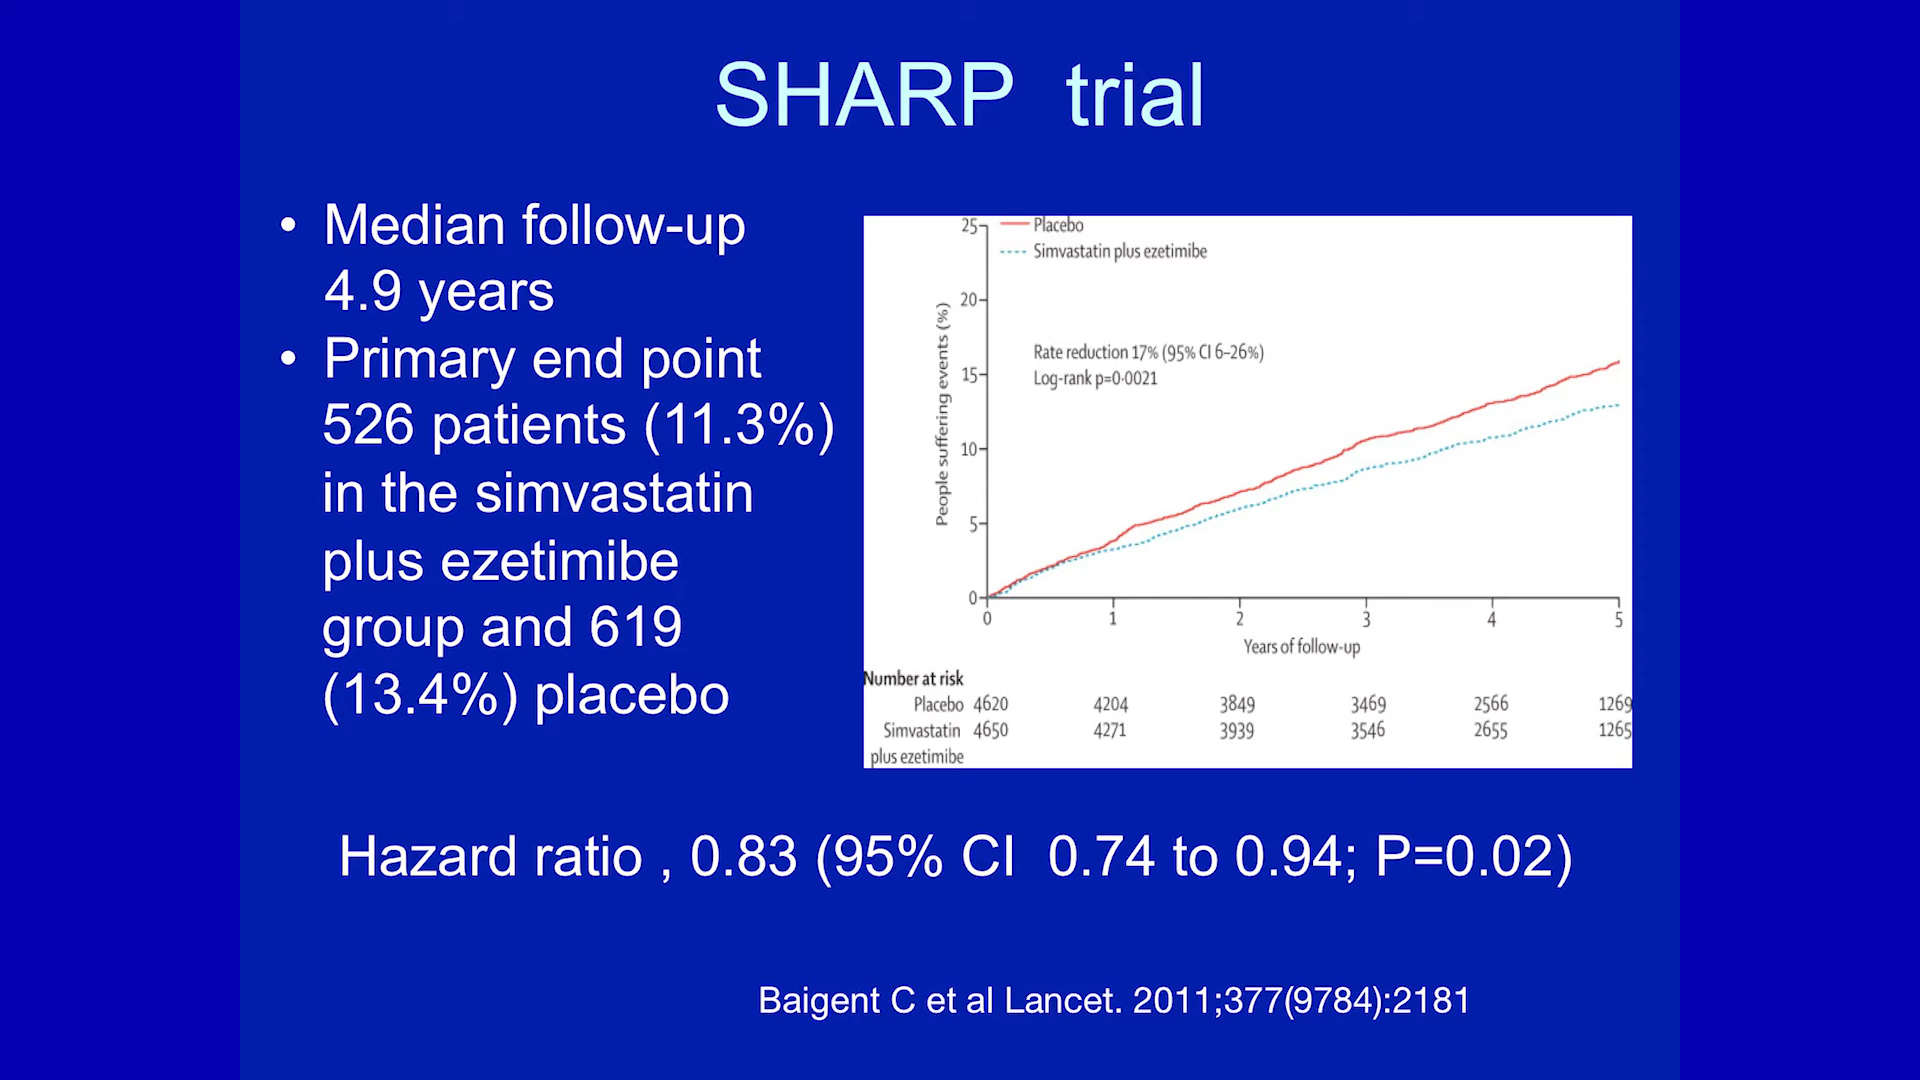 SHARP trial
• Median follow-up
4.9 years
• Primary end point
526 patients (11.3%)
in the simvastatin
plus ezetimibe
group and 619
(13.4%) placebo
25
Placebo
Simvastatin plus ezetimibe
20
Rate reduction 17% (95% CI 6–26%)
15
Log-rank p=0·0021
People suffering events (%)
10
5
0
0 1 2 3 4 5
Years of follow-up
Number at risk
Placebo 4620 4204 3849 3469 2566 1269
Simvastatin 4650 4271 3939 3546 2655 1265
plus ezetimibe
Hazard ratio , 0.83 (95% CI 0.74 to 0.94; P=0.02)
Baigent C et al Lancet. 2011;377(9784):2181